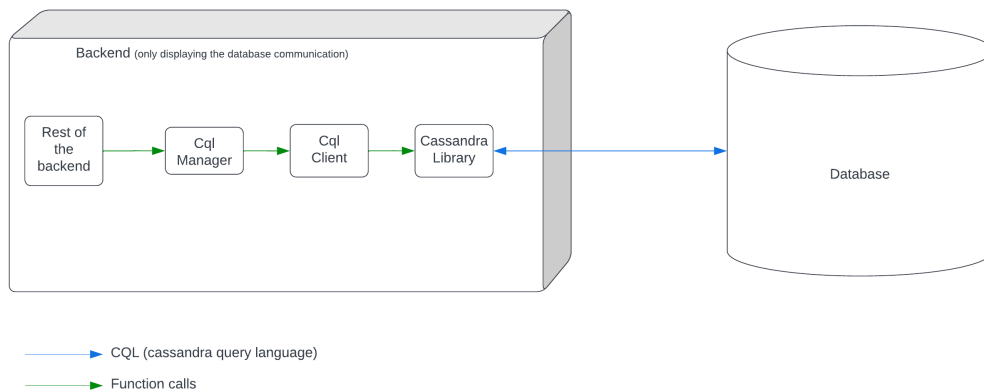 Backend (only displaying the database communication)
Rest of
the
backend
Cql
Manager
Cql
Client
Cassandra
Library
Database
CQL (cassandra query language)
Function calls